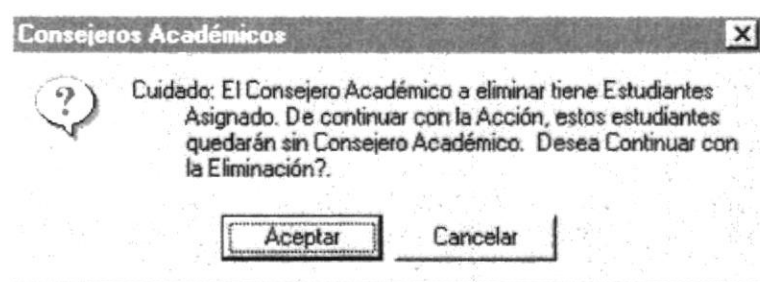 Consejeros Académicos
Cuidado: El Consejero Académico a eliminar tiene Estudiantes
Asignado. De continuar con la Acción, estos estudiantes
quedarán sin Consejero Académico. Desea Continuar con
la Eliminación?.
Aceptar Cancelar